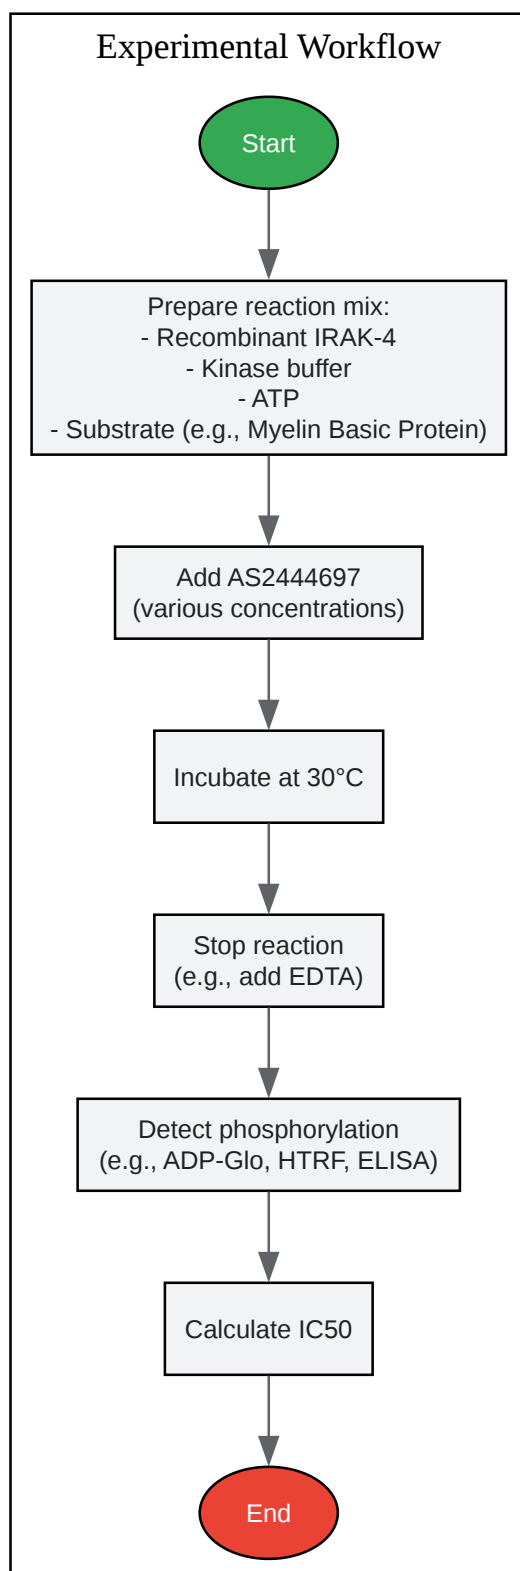 Experimental Workflow
Start
Prepare reaction mix:
- Recombinant IRAK-4
- Kinase buffer
- ATP
- Substrate (e.g., Myelin Basic Protein)
Add AS2444697
(various concentrations)
Incubate at 30°C
Stop reaction
(e.g., add EDTA)
Detect phosphorylation
(e.g., ADP-Glo, HTRF, ELISA)
Calculate IC50
End